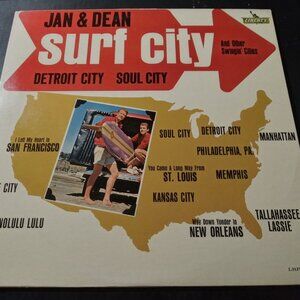 JAN & DEAN
surf city
And Other
Swingin' Cities
LIBERTY
DETROIT CITY SOUL CITY
I Left My Heart In
SAN FRANCISCO
SOUL CITY
DETROIT CITY
MANHATTAN
PHILADELPHIA, PA.
You Came A Long Way From
ST. LOUIS
MEMPHIS
KANSAS CITY
E CITY
NOLULU LULU
Way Down Yonder In
NEW ORLEANS
TALLAHASSEE
LASSIE